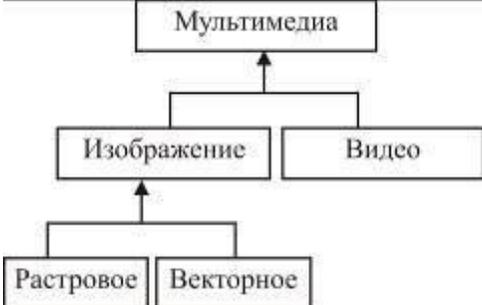 Мультимедиа
Изображение
Видео
Растровое
Векторное